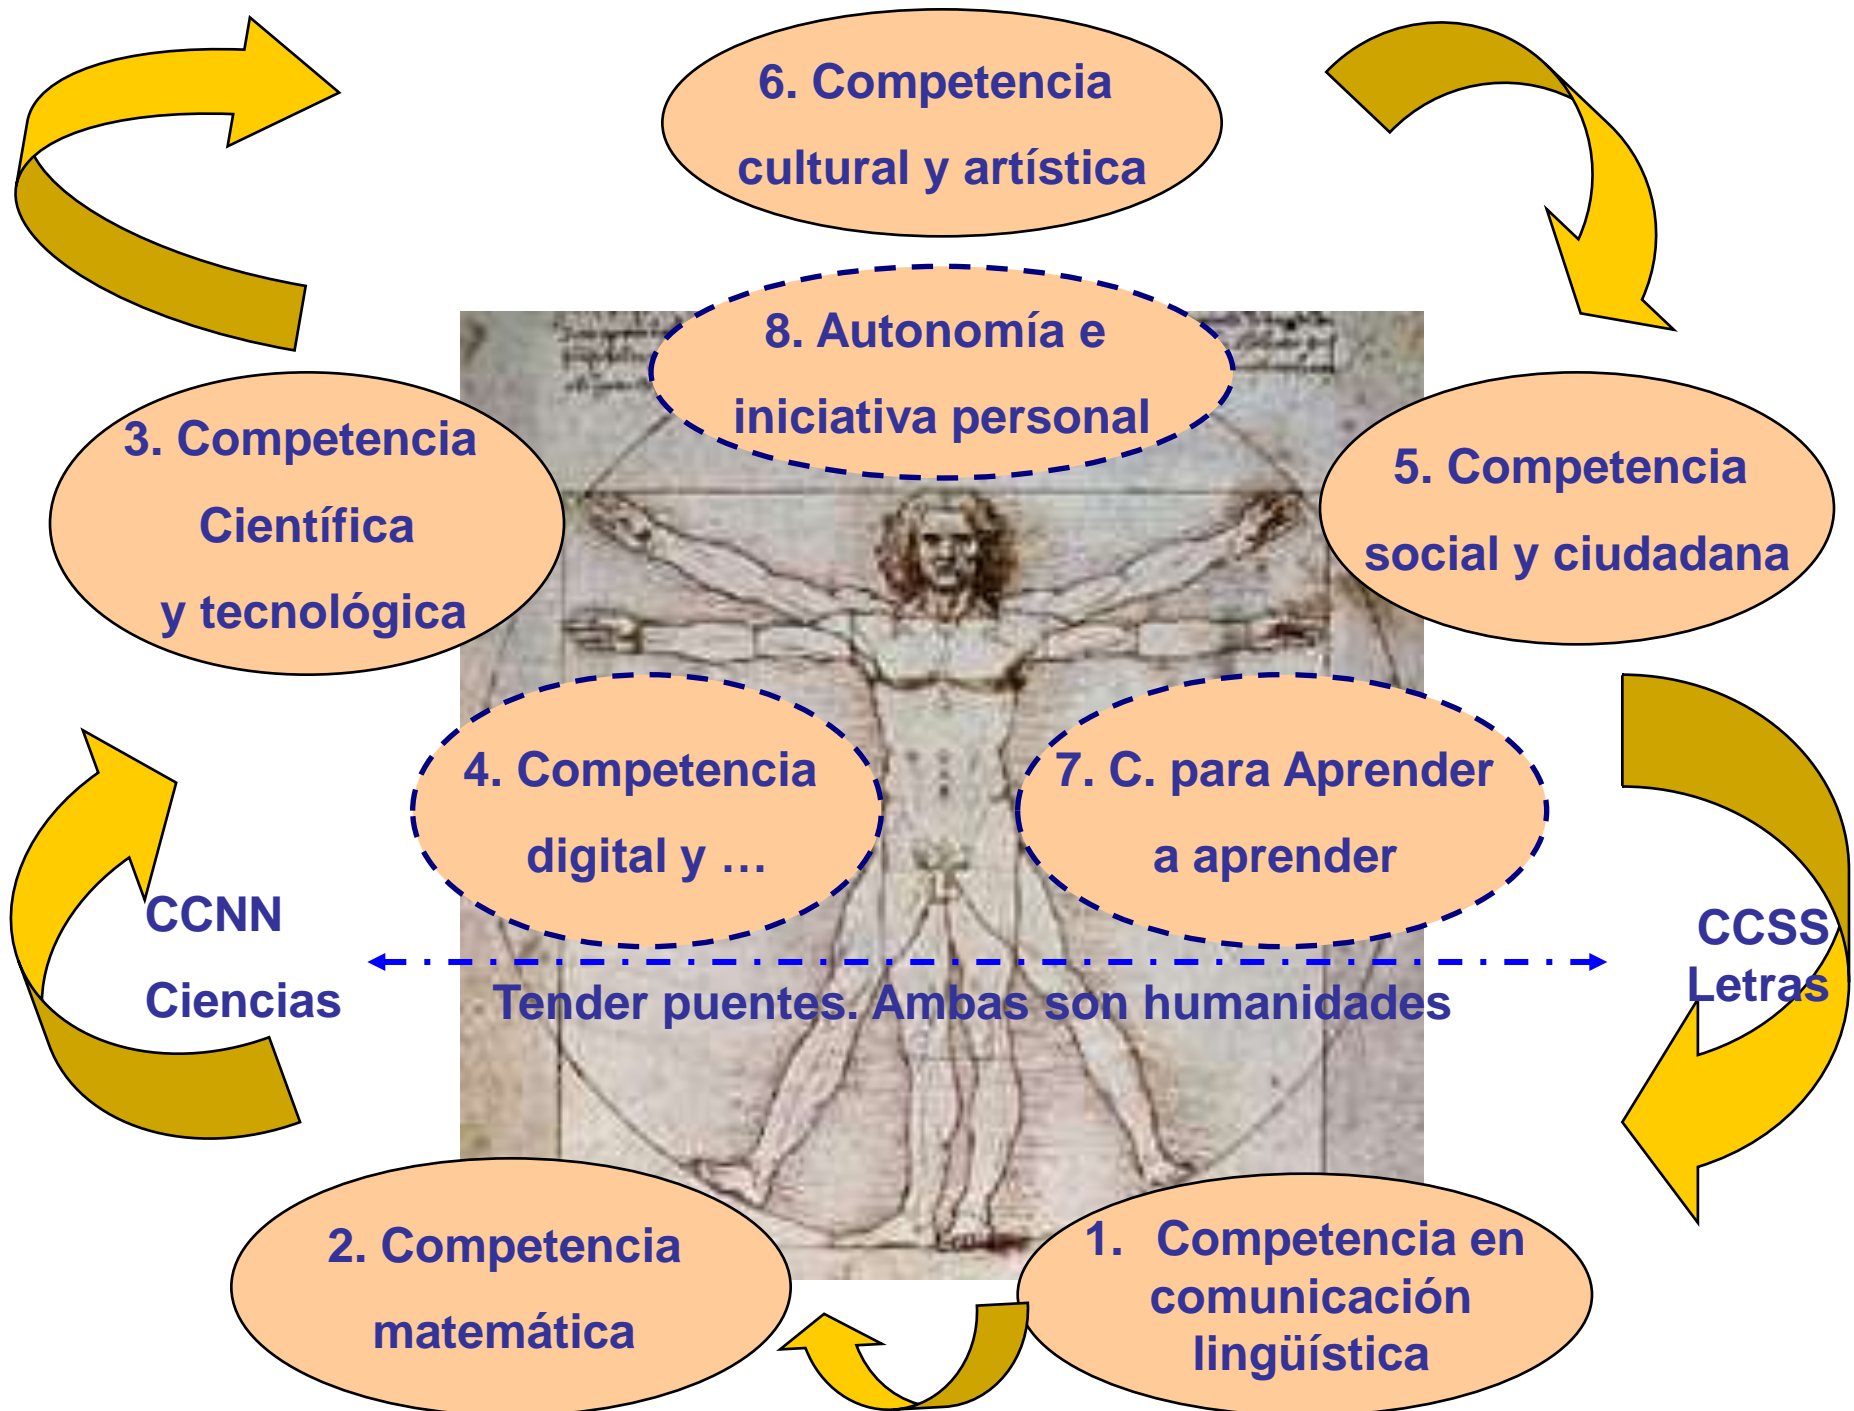 6. Competencia
cultural y artística
8. Autonomía e
iniciativa personal
3. Competencia
Científica
y tecnológica
5. Competencia
social y ciudadana
4. Competencia
digital y …
7. C. para Aprender
a aprender
CCNN
Ciencias
CCSS
Letras
Tender puentes. Ambas son humanidades
2. Competencia
matemática
1. Competencia en
comunicación
lingüística